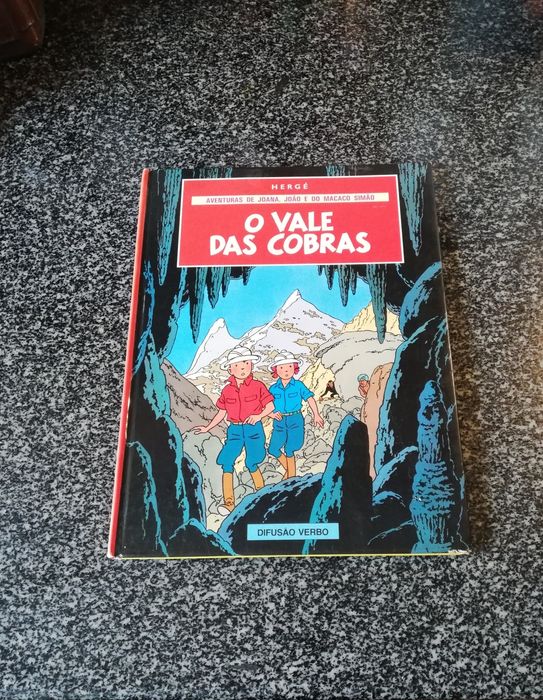 HERGÉ
AVENTURAS DE JOANA, JOÃO E DO MACACO SIMÃO
O VALE
DAS COBRAS
DIFUSÃO VERBO